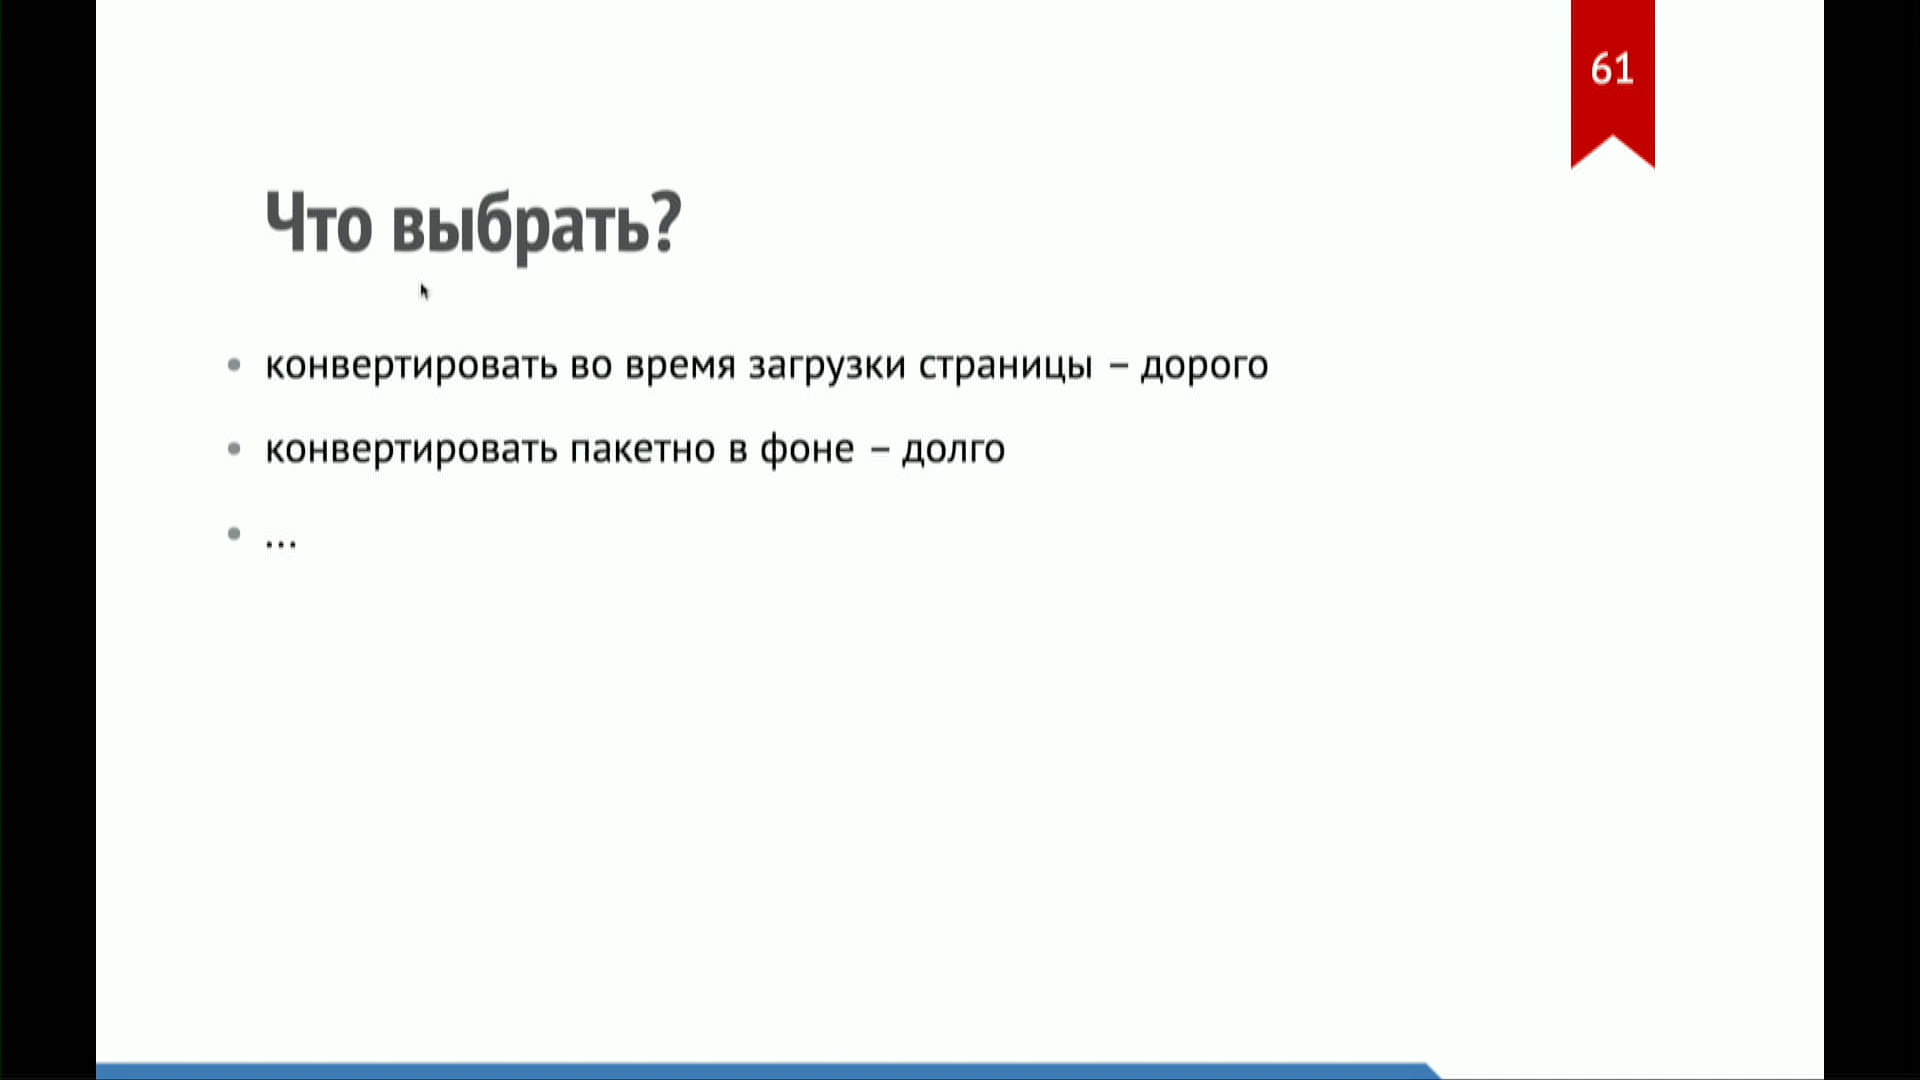 61
Что выбрать?
• конвертировать во время загрузки страницы – дорого
• конвертировать пакетно в фоне – долго
• ...